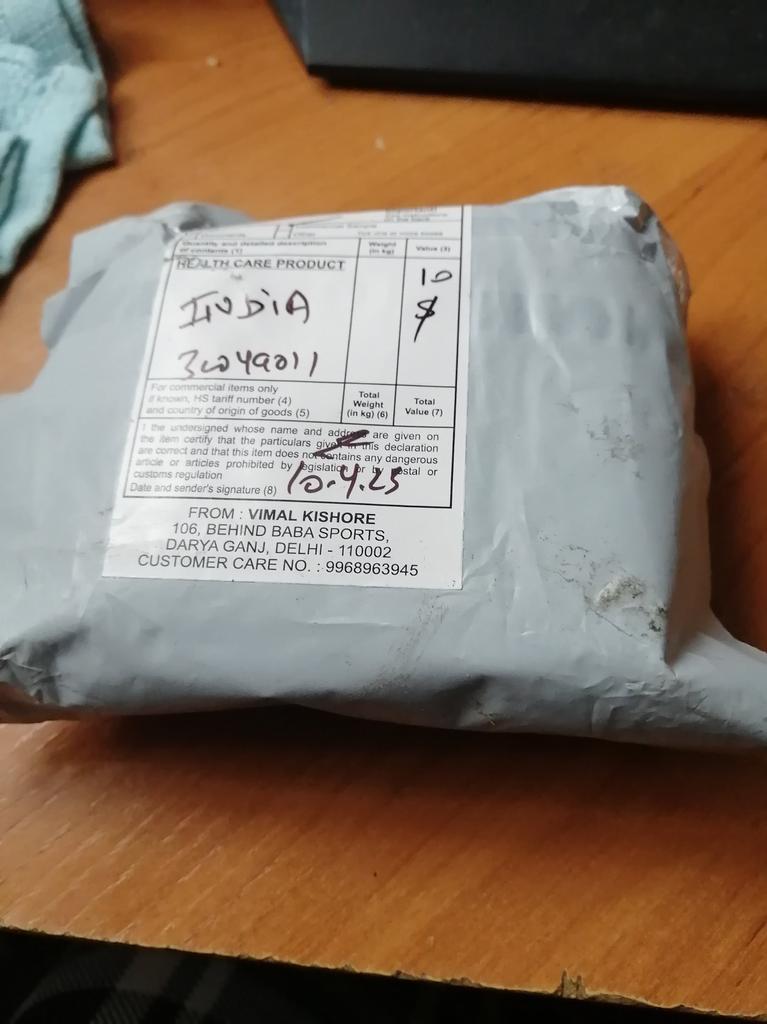 Quantity and detailed description
of contents (1)
Weight
(in kg)
Value (3)
HEALTH CARE PRODUCT
10
$
INDIA
30049011
For commercial items only
if known, HS tariff number (4)
and country of origin of goods (5)
Total
Weight
(in kg) (6)
Total
Value (7)
I the undersigned whose name and address are given on
the item certify that the particulars given in this declaration
are correct and that this item does not contains any dangerous
article or articles prohibited by legislation or by postal or
customs regulation
Date and sender's signature (8)
10.4.25
FROM : VIMAL KISHORE
106, BEHIND BABA SPORTS,
DARYA GANJ, DELHI - 110002
CUSTOMER CARE NO. : 9968963945